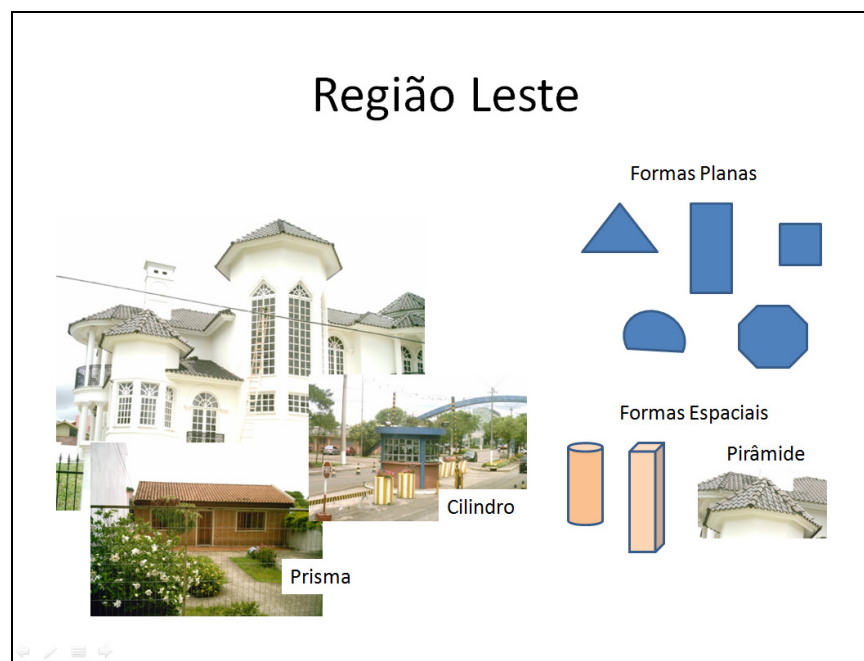 Região Leste
Formas Planas
Formas Espaciais
Pirâmide
Cilindro
Prisma